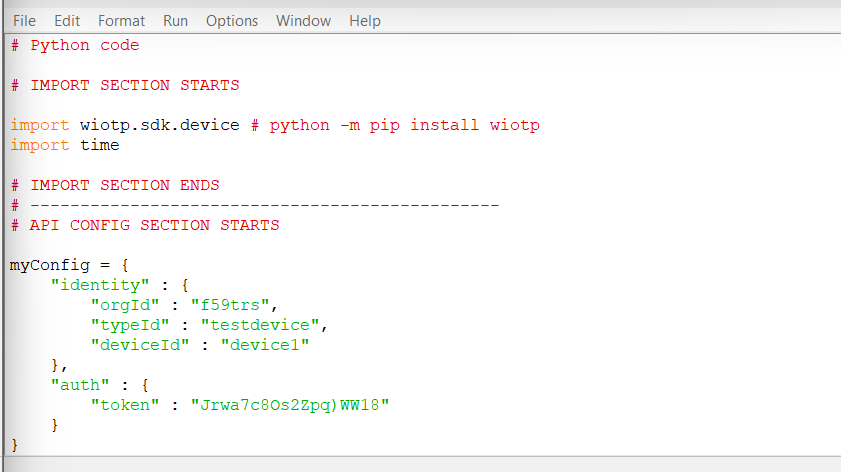 File Edit Format Run Options Window Help
# Python code
# IMPORT SECTION STARTS
import wiotp.sdk.device # python -m pip install wiotp
import time
# IMPORT SECTION ENDS
# -----------------------------------------------
# API CONFIG SECTION STARTS
myConfig = {
    "identity" : {
        "orgId" : "f59trs",
        "typeId" : "testdevice",
        "deviceId" : "device1"
    },
    "auth" : {
        "token" : "Jrwa7c8Os2Zpq)WW18"
    }
}